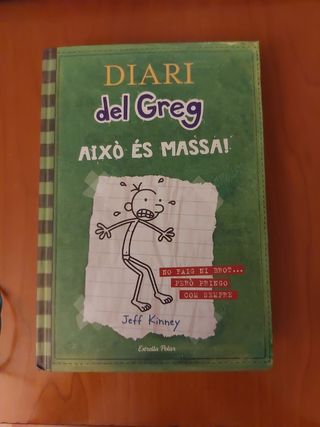 DIARI
del Greg
AIXÒ ÉS MASSA!
NO FAIG NI BROT...
PERÒ PRINGO
COM SEMPRE
Jeff Kinney
Estrella Polar